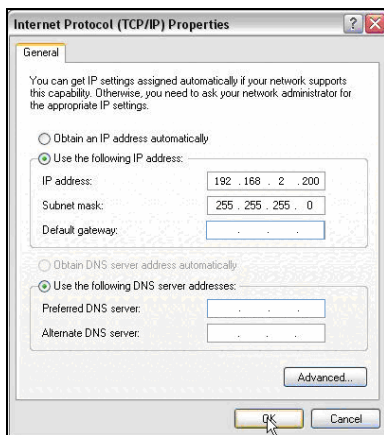 Internet Protocol (TCP/IP) Properties
General
You can get IP settings assigned automatically if your network supports
this capability. Otherwise, you need to ask your network administrator for
the appropriate IP settings.
Obtain an IP address automatically
Use the following IP address:
IP address: 192 . 168 . 2 . 200
Subnet mask: 255 . 255 . 255 . 0
Default gateway: . . .
Obtain DNS server address automatically
Use the following DNS server addresses:
Preferred DNS server: . . .
Alternate DNS server: . . .
Advanced...
OK Cancel